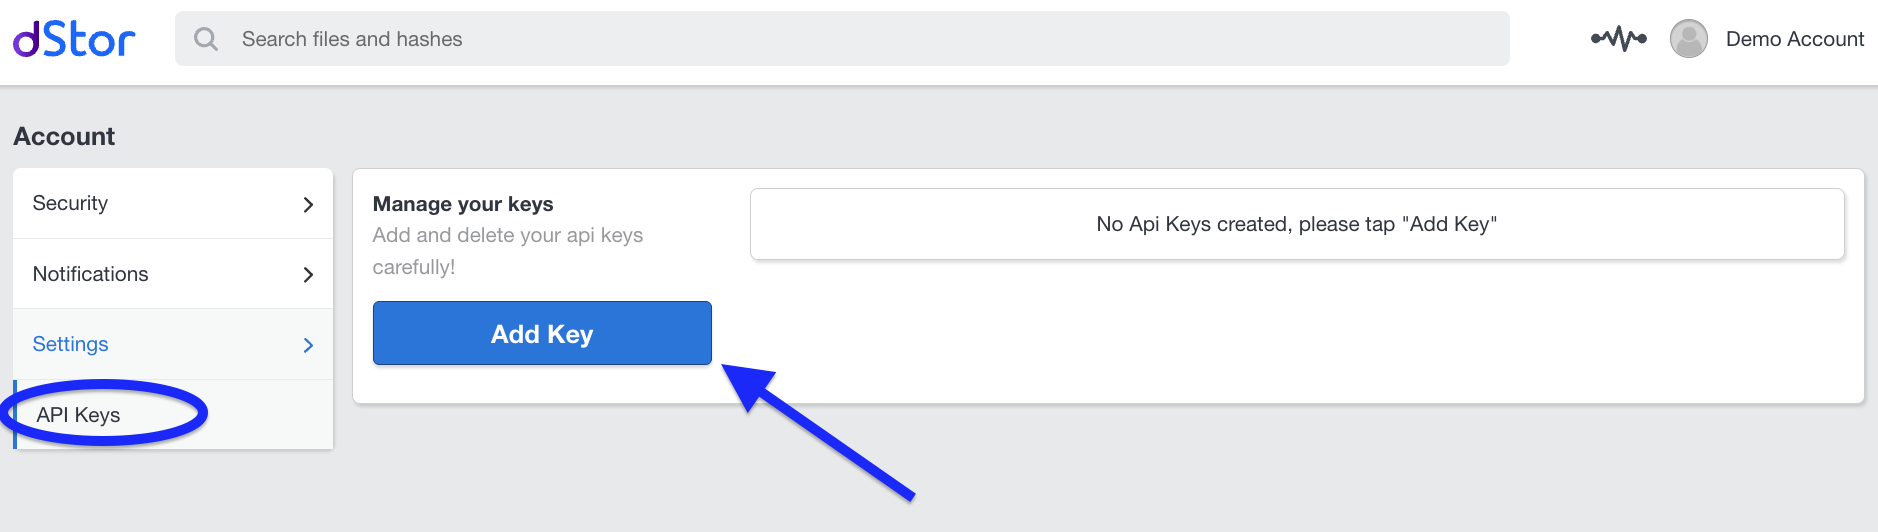 dStor
Search files and hashes
Demo Account
Account
Security
Notifications
Settings
API Keys
Manage your keys
Add and delete your api keys
carefully!
Add Key
No Api Keys created, please tap "Add Key"